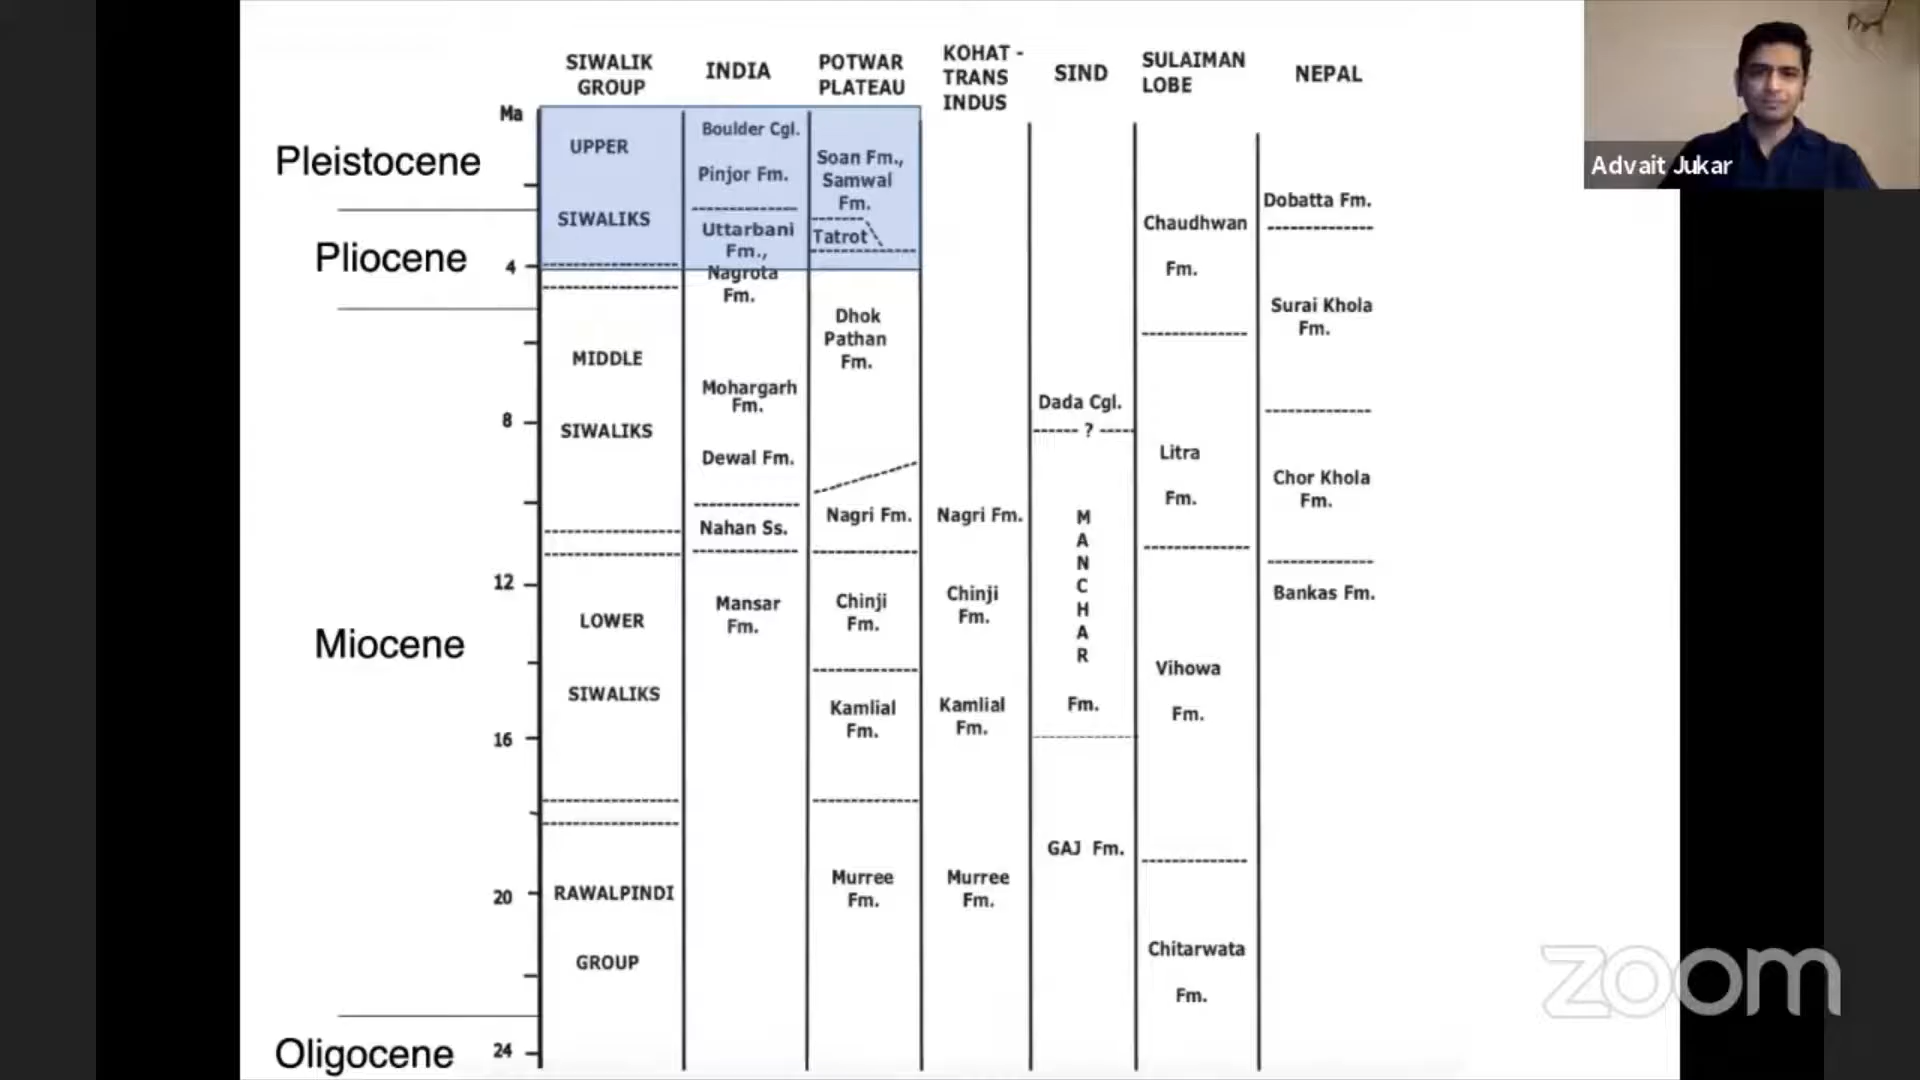 SIWALIK
GROUP
INDIA
POTWAR
PLATEAU
KOHAT -
TRANS
INDUS
SIND
SULAIMAN
LOBE
NEPAL
Ma
4
8
12
16
20
24
Pleistocene
Pliocene
Miocene
Oligocene
UPPER
SIWALIKS
MIDDLE
SIWALIKS
LOWER
SIWALIKS
RAWALPINDI
GROUP
Boulder Cgl.
Pinjor Fm.
Uttarbani
Fm.,
Nagrota
Fm.
Mohargarh
Fm.
Dewal Fm.
Nahan Ss.
Mansar
Fm.
Soan Fm.,
Samwal
Fm.
Tatrot
Dhok
Pathan
Fm.
Nagri Fm.
Chinji
Fm.
Kamlial
Fm.
Murree
Fm.
Nagri Fm.
Chinji
Fm.
Kamlial
Fm.
Murree
Fm.
Dada Cgl.
?
M
A
N
C
H
A
R
Fm.
GAJ Fm.
Chaudhwan
Fm.
Litra
Fm.
Vihowa
Fm.
Chitarwata
Fm.
Dobatta Fm.
Surai Khola
Fm.
Chor Khola
Fm.
Bankas Fm.
Advait Jukar
zoom